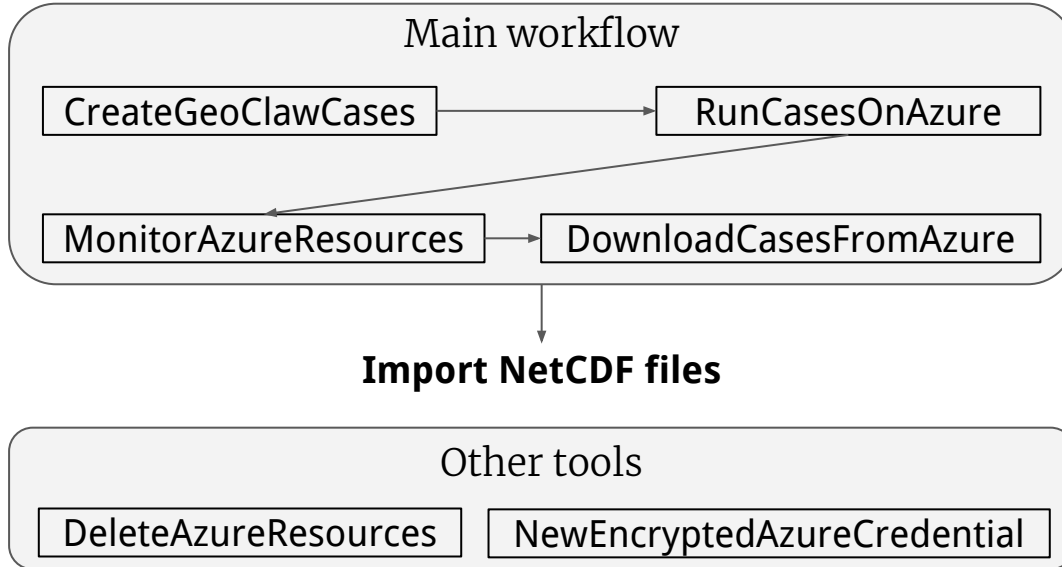 Main workflow
CreateGeoClawCases
RunCasesOnAzure
MonitorAzureResources
DownloadCasesFromAzure
Import NetCDF files
Other tools
DeleteAzureResources
NewEncryptedAzureCredential